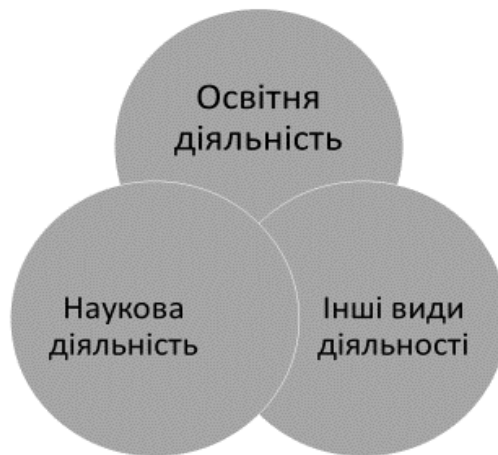 Освітня
діяльність
Наукова
діяльність
Інші види
діяльності